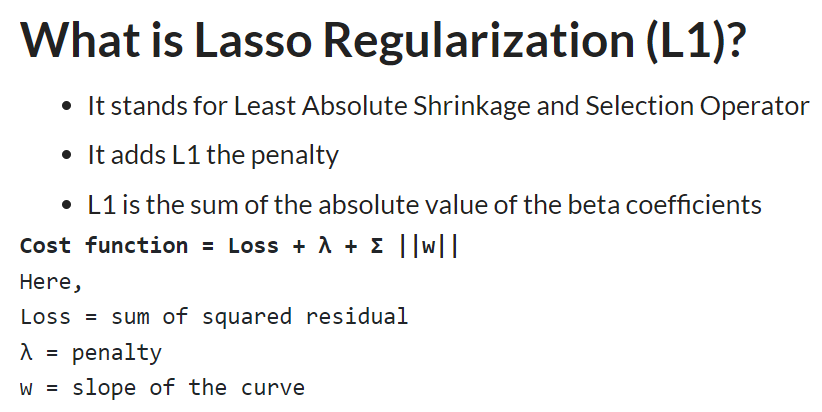 What is Lasso Regularization (L1)?
• It stands for Least Absolute Shrinkage and Selection Operator
• It adds L1 the penalty
• L1 is the sum of the absolute value of the beta coefficients
Cost function = Loss + λ + Σ ||w||
Here,
Loss = sum of squared residual
λ = penalty
w = slope of the curve